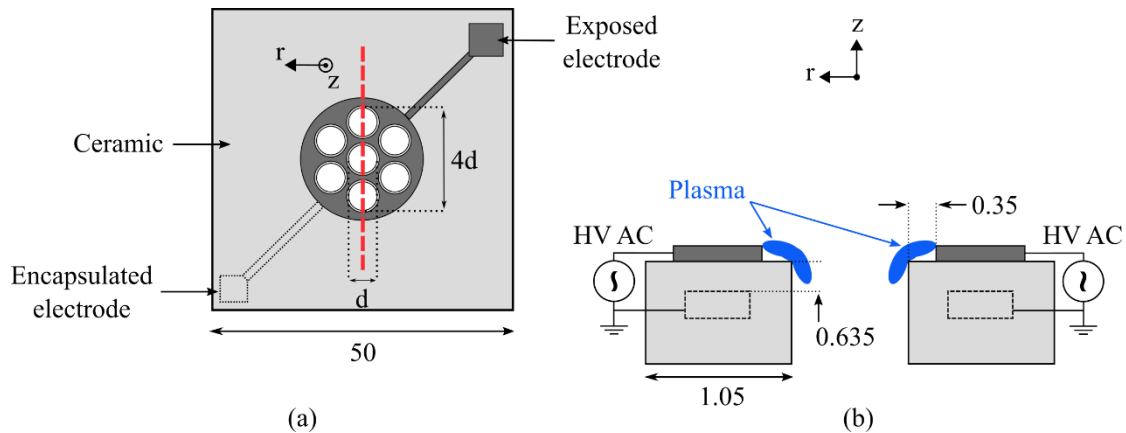 Exposed
electrode
r
z
Ceramic
4d
Encapsulated
electrode
d
50
(a)
z
r
Plasma
0.35
HV AC
HV AC
0.635
1.05
(b)